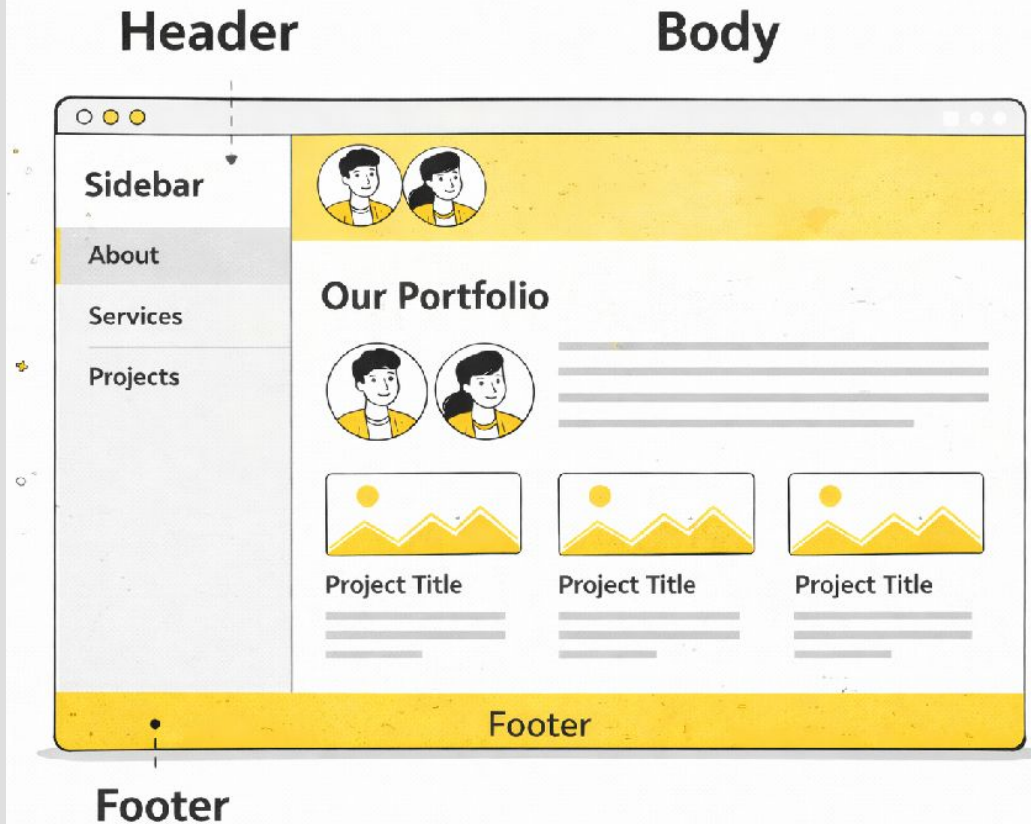 Header
Body
Sidebar
About
Services
Projects
Our Portfolio
Project Title
Project Title
Project Title
Footer
Footer